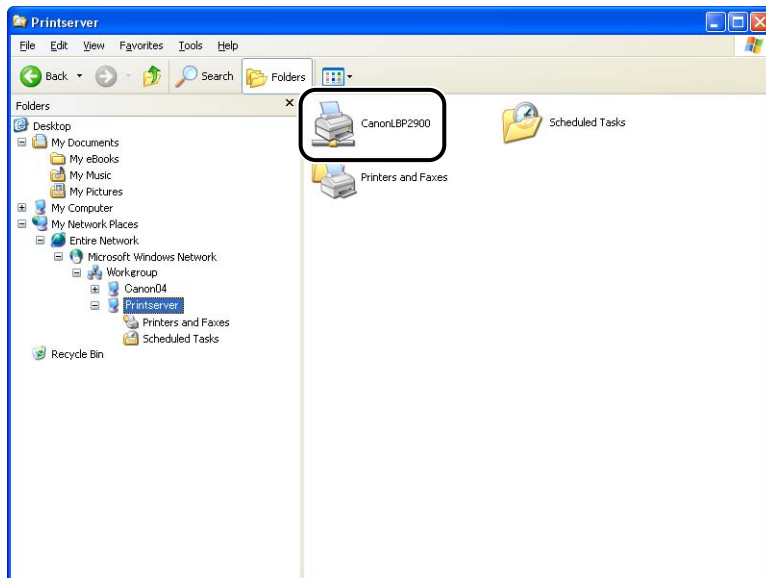 Printserver
File Edit View Favorites Tools Help
Back Search Folders
Folders
Desktop
My Documents
My eBooks
My Music
My Pictures
My Computer
My Network Places
Entire Network
Microsoft Windows Network
Workgroup
Canon04
Printserver
Printers and Faxes
Scheduled Tasks
Recycle Bin
CanonLBP2900
Scheduled Tasks
Printers and Faxes